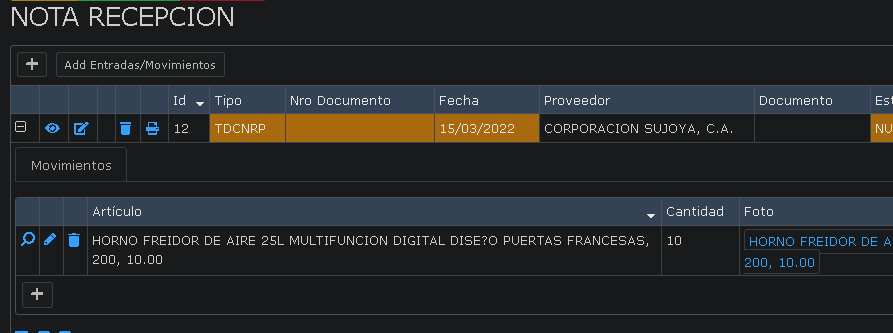 NOTA RECEPCION
Add Entradas/Movimientos
Id Tipo Nro Documento Fecha Proveedor Documento Est
12 TDCNRP 15/03/2022 CORPORACION SUJOYA, C.A. NU
Movimientos
Artículo Cantidad Foto
HORNO FREIDOR DE AIRE 25L MULTIFUNCION DIGITAL DISE?O PUERTAS FRANCESAS, 10 HORNO FREIDOR DE A
200, 10.00 200, 10.00